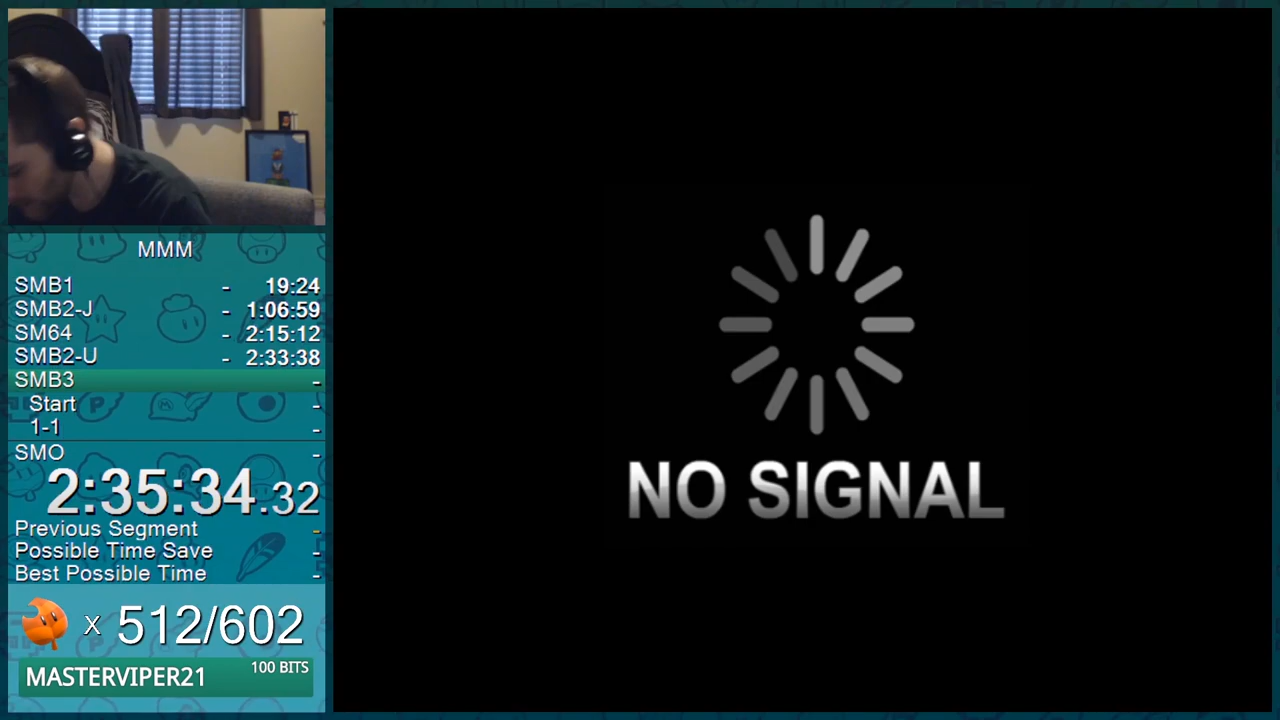 MMM
SMB1 - 19:24
SMB2-J - 1:06:59
SM64 - 2:15:12
SMB2-U - 2:33:38
SMB3 -
Start -
1-1 -
SMO -
2:35:34.32
Previous Segment -
Possible Time Save -
Best Possible Time -
x 512/602
MASTERVIPER21 100 BITS
NO SIGNAL